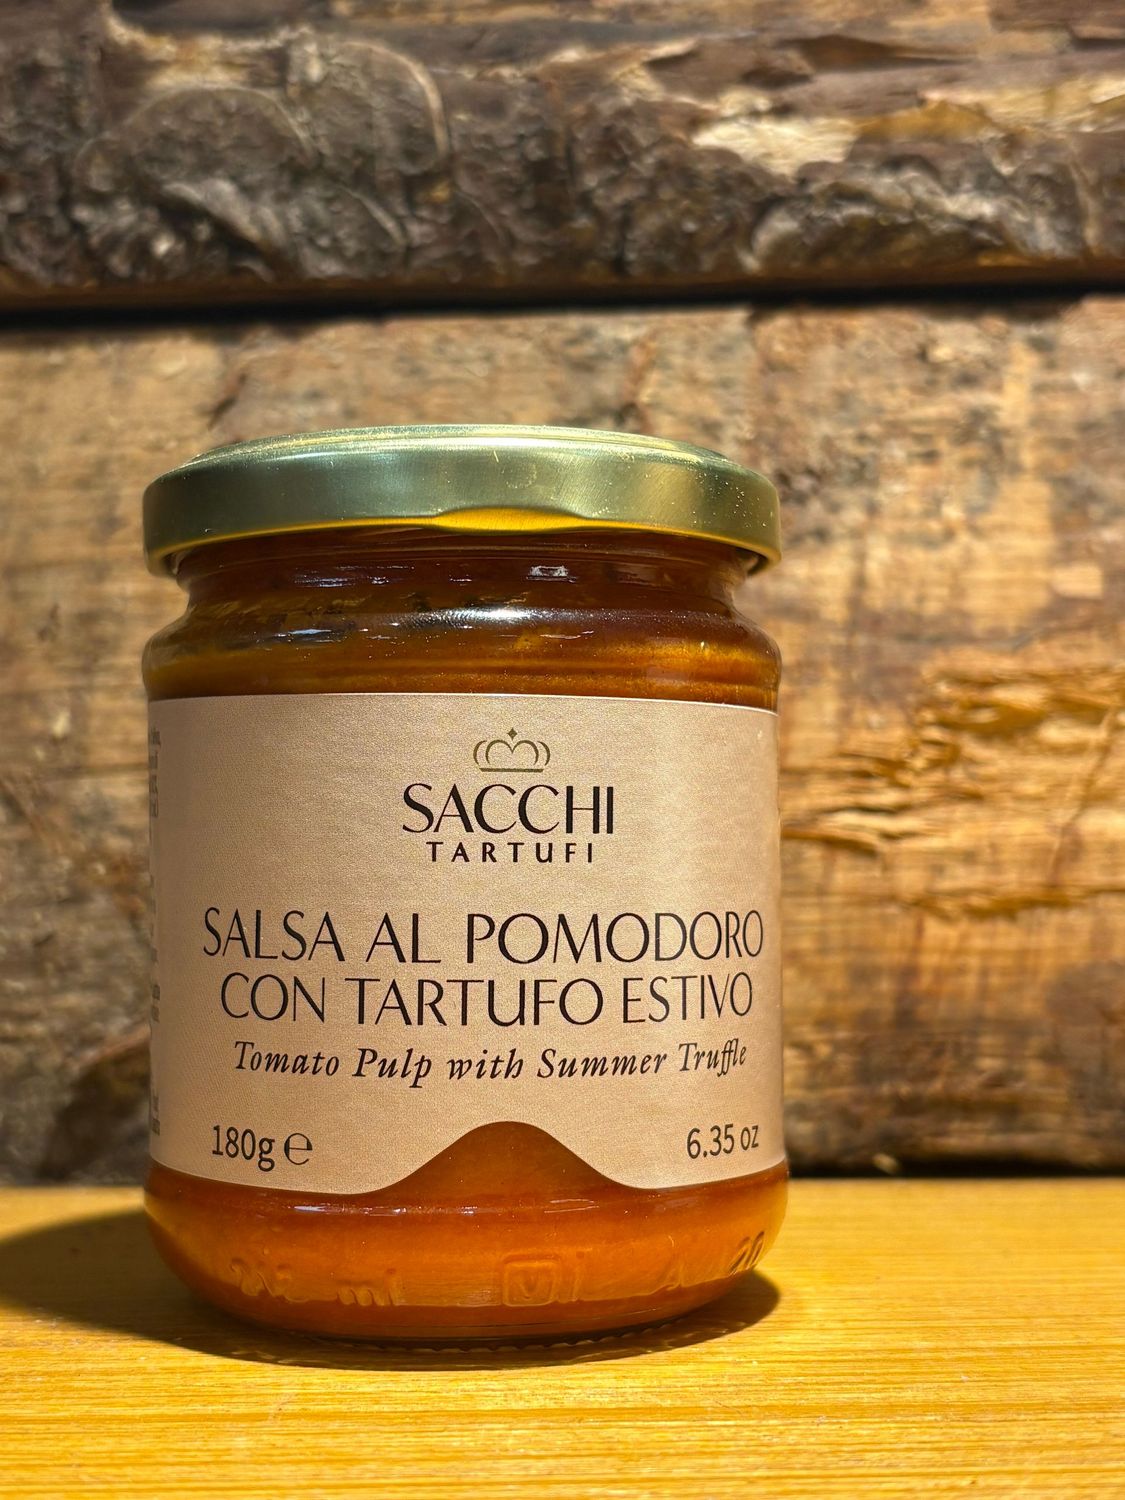 SACCHI
TARTUFI
SALSA AL POMODORO
CON TARTUFO ESTIVO
Tomato Pulp with Summer Truffle
180g ℮
6.35 oz